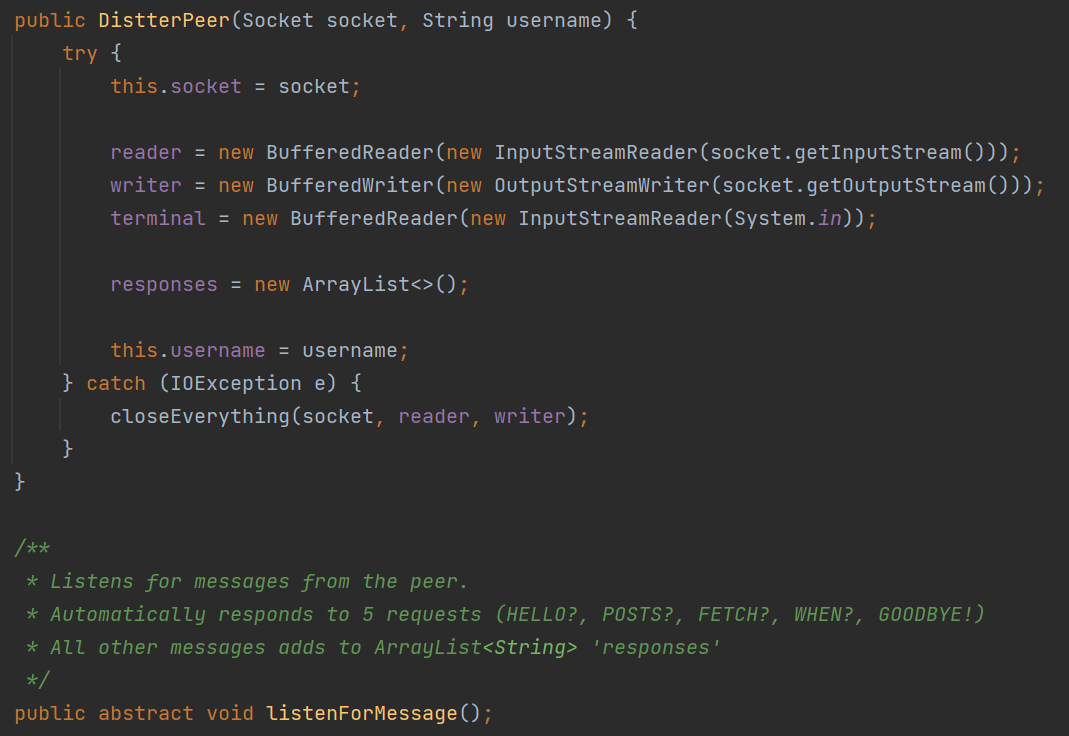 public DistterPeer(Socket socket, String username) {
    try {
        this.socket = socket;
        reader = new BufferedReader(new InputStreamReader(socket.getInputStream()));
        writer = new BufferedWriter(new OutputStreamWriter(socket.getOutputStream()));
        terminal = new BufferedReader(new InputStreamReader(System.in));
        responses = new ArrayList<>();
        this.username = username;
    } catch (IOException e) {
        closeEverything(socket, reader, writer);
    }
}
/**
 * Listens for messages from the peer.
 * Automatically responds to 5 requests (HELLO?, POSTS?, FETCH?, WHEN?, GOODBYE!)
 * All other messages adds to ArrayList<String> 'responses'
 */
public abstract void listenForMessage();